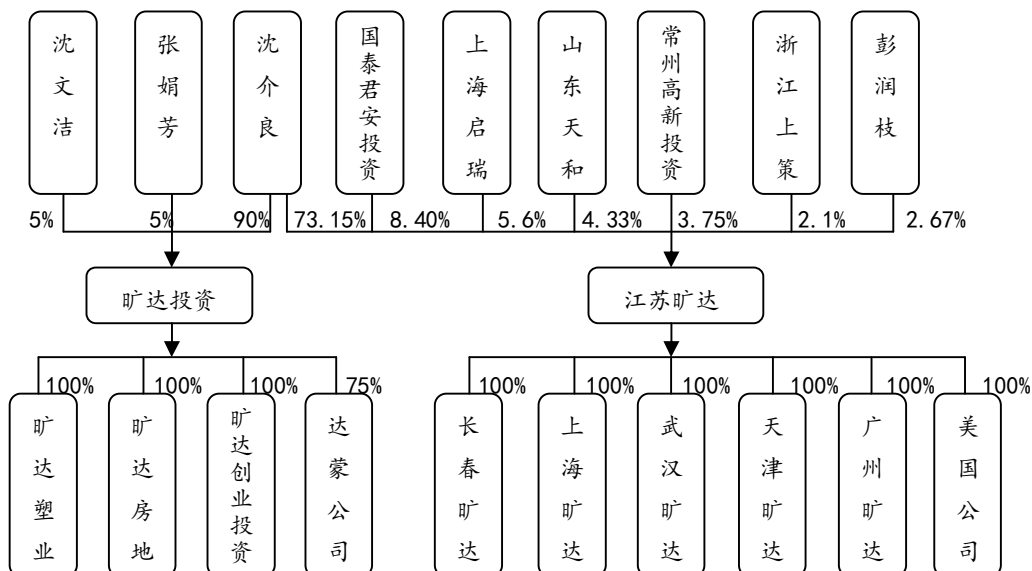 沈文洁
张娟芳
沈介良
国泰君安投资
上海启瑞
山东天和
常州高新投资
浙江上策
彭润枝
5% 5% 90% 73.15% 8.40% 5.6% 4.33% 3.75% 2.1% 2.67%
旷达投资
江苏旷达
100% 100% 100% 75% 100% 100% 100% 100% 100% 100%
旷达塑业
旷达房地
旷达创业投资
达蒙公司
长春旷达
上海旷达
武汉旷达
天津旷达
广州旷达
美国公司